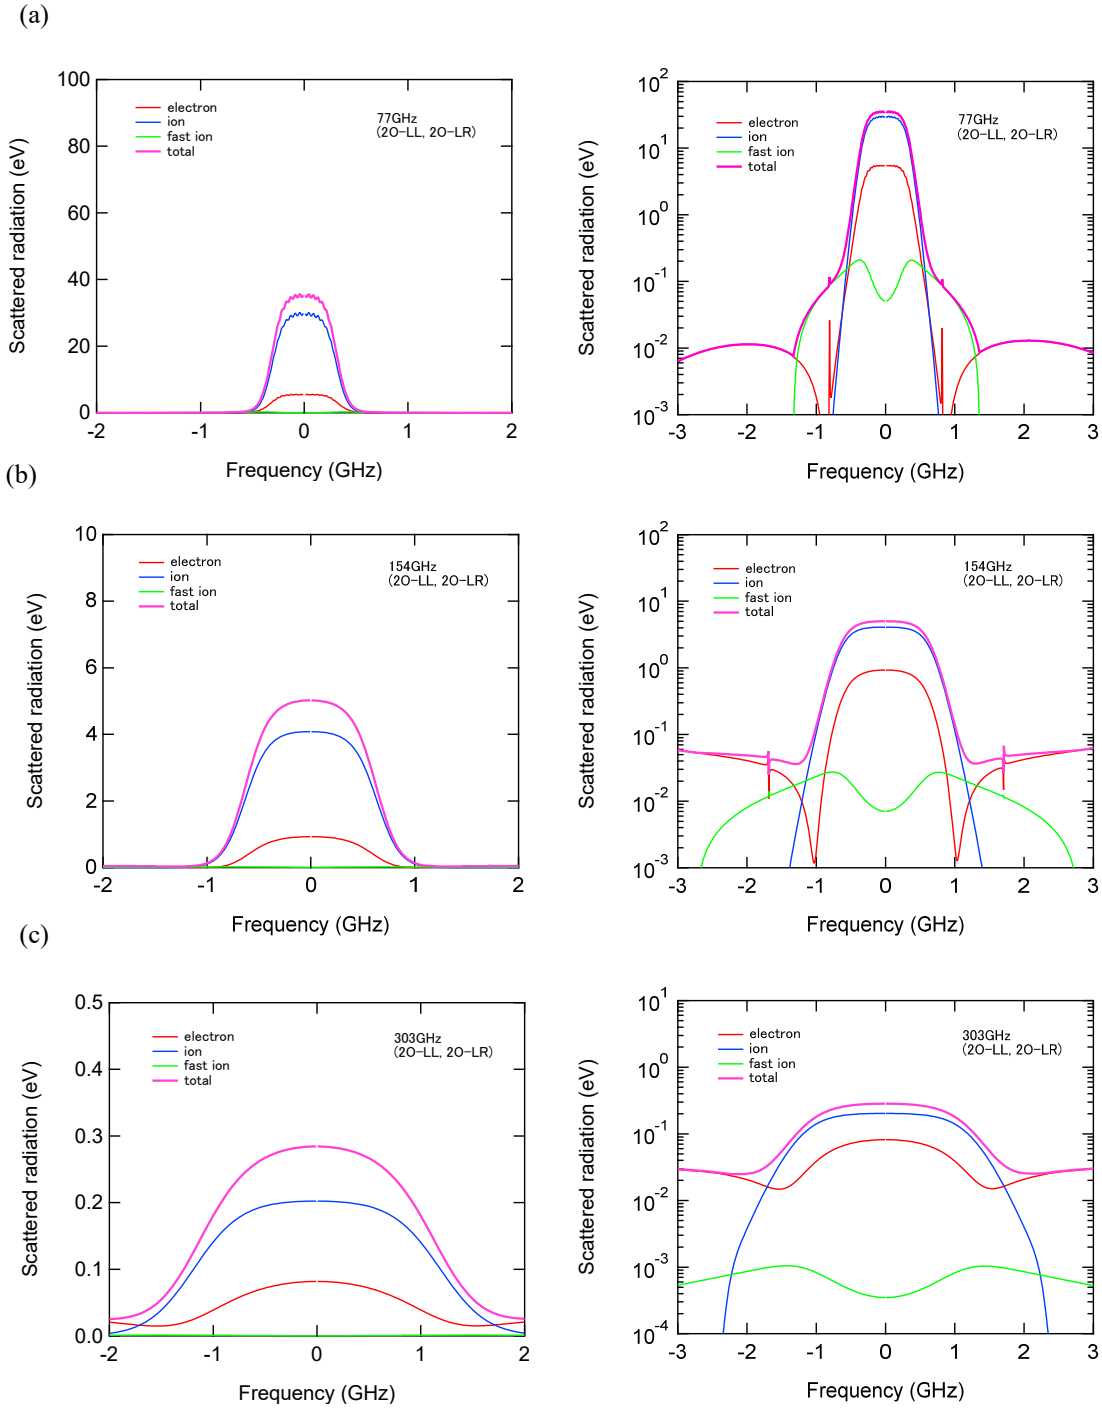 (a)
100
80
60
40
20
0
-2
-1
0
1
2
Scattered radiation (eV)
Frequency (GHz)
electron
ion
fast ion
total
77GHz
(2O-LL, 2O-LR)
10^2
10^1
10^0
10^-1
10^-2
10^-3
-3
-2
-1
0
1
2
3
Scattered radiation (eV)
Frequency (GHz)
electron
ion
fast ion
total
77GHz
(2O-LL, 2O-LR)
(b)
10
8
6
4
2
0
-2
-1
0
1
2
Scattered radiation (eV)
Frequency (GHz)
electron
ion
fast ion
total
154GHz
(2O-LL, 2O-LR)
10^2
10^1
10^0
10^-1
10^-2
10^-3
-3
-2
-1
0
1
2
3
Scattered radiation (eV)
Frequency (GHz)
electron
ion
fast ion
total
154GHz
(2O-LL, 2O-LR)
(c)
0.5
0.4
0.3
0.2
0.1
0.0
-2
-1
0
1
2
Scattered radiation (eV)
Frequency (GHz)
electron
ion
fast ion
total
303GHz
(2O-LL, 2O-LR)
10^1
10^0
10^-1
10^-2
10^-3
10^-4
-3
-2
-1
0
1
2
3
Scattered radiation (eV)
Frequency (GHz)
electron
ion
fast ion
total
303GHz
(2O-LL, 2O-LR)